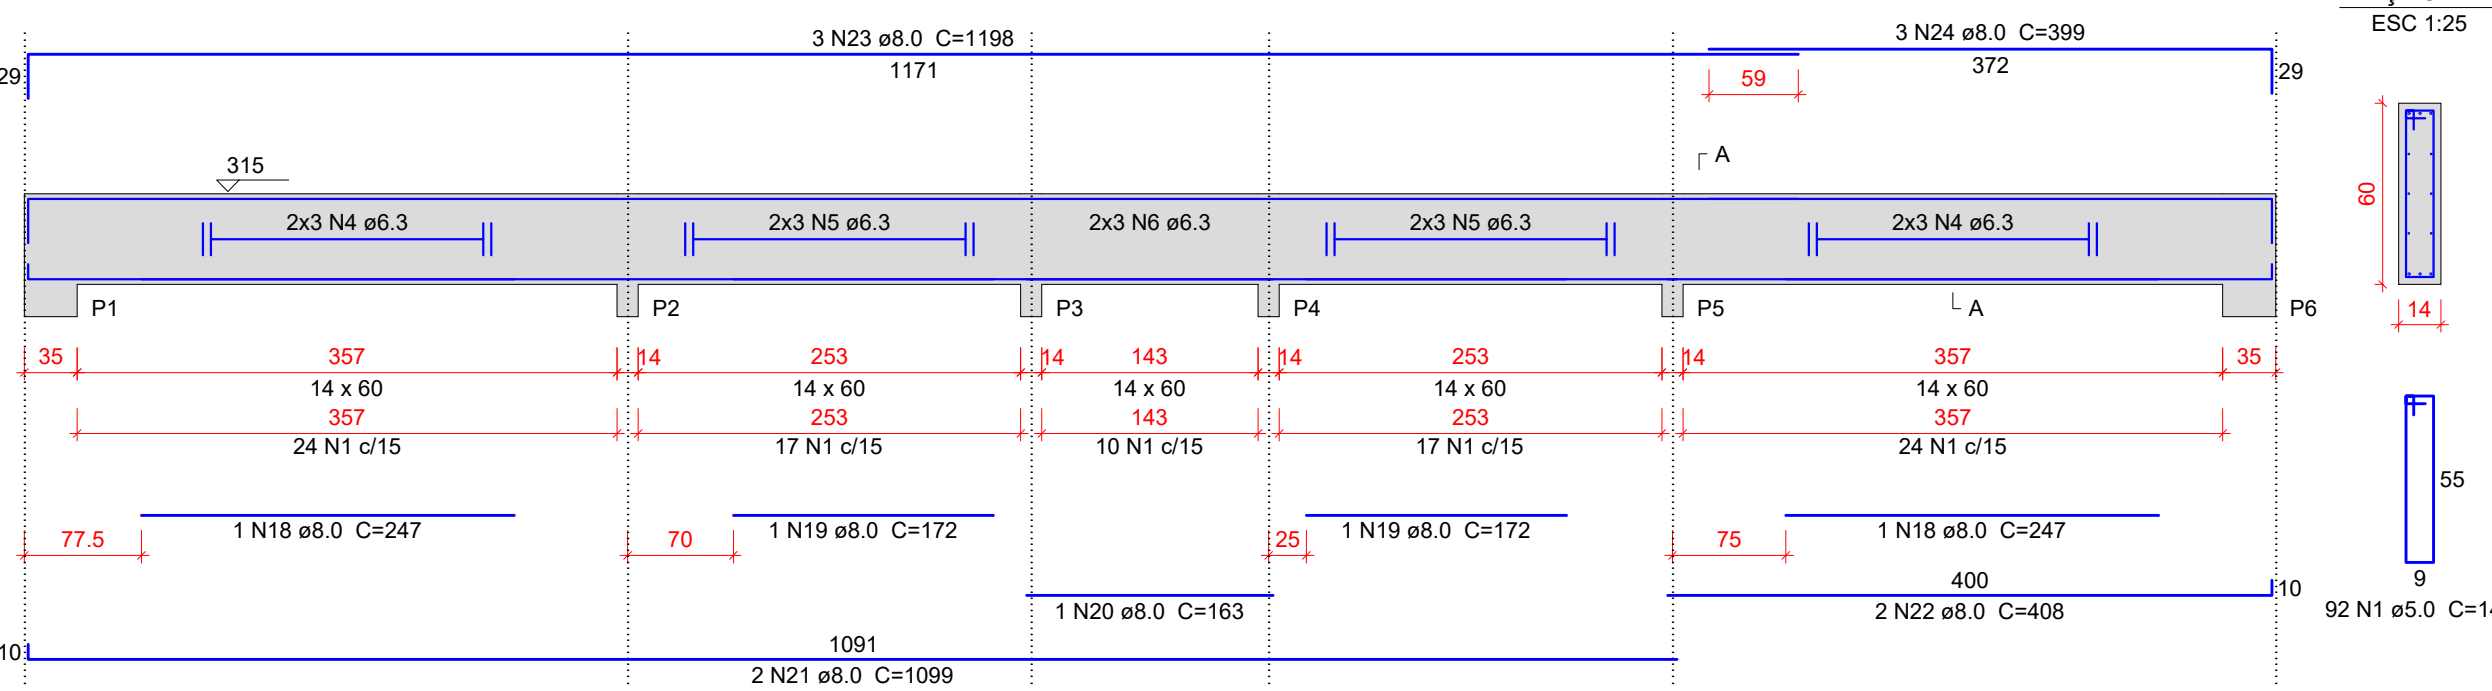 ESC 1:25
3 N23 ø8.0 C=1198
3 N24 ø8.0 C=399
29
1171
372
29
59
A
315
2x3 N4 ø6.3
2x3 N5 ø6.3
2x3 N6 ø6.3
2x3 N5 ø6.3
2x3 N4 ø6.3
60
14
P1
P2
P3
P4
P5
A
P6
35
357
14
253
14
143
14
253
14
357
35
14 x 60
14 x 60
14 x 60
14 x 60
14 x 60
357
253
143
253
357
24 N1 c/15
17 N1 c/15
10 N1 c/15
17 N1 c/15
24 N1 c/15
55
9
92 N1 ø5.0 C=14
77.5
1 N18 ø8.0 C=247
70
1 N19 ø8.0 C=172
25
1 N19 ø8.0 C=172
75
1 N18 ø8.0 C=247
1 N20 ø8.0 C=163
400
10
2 N22 ø8.0 C=408
10
1091
2 N21 ø8.0 C=1099